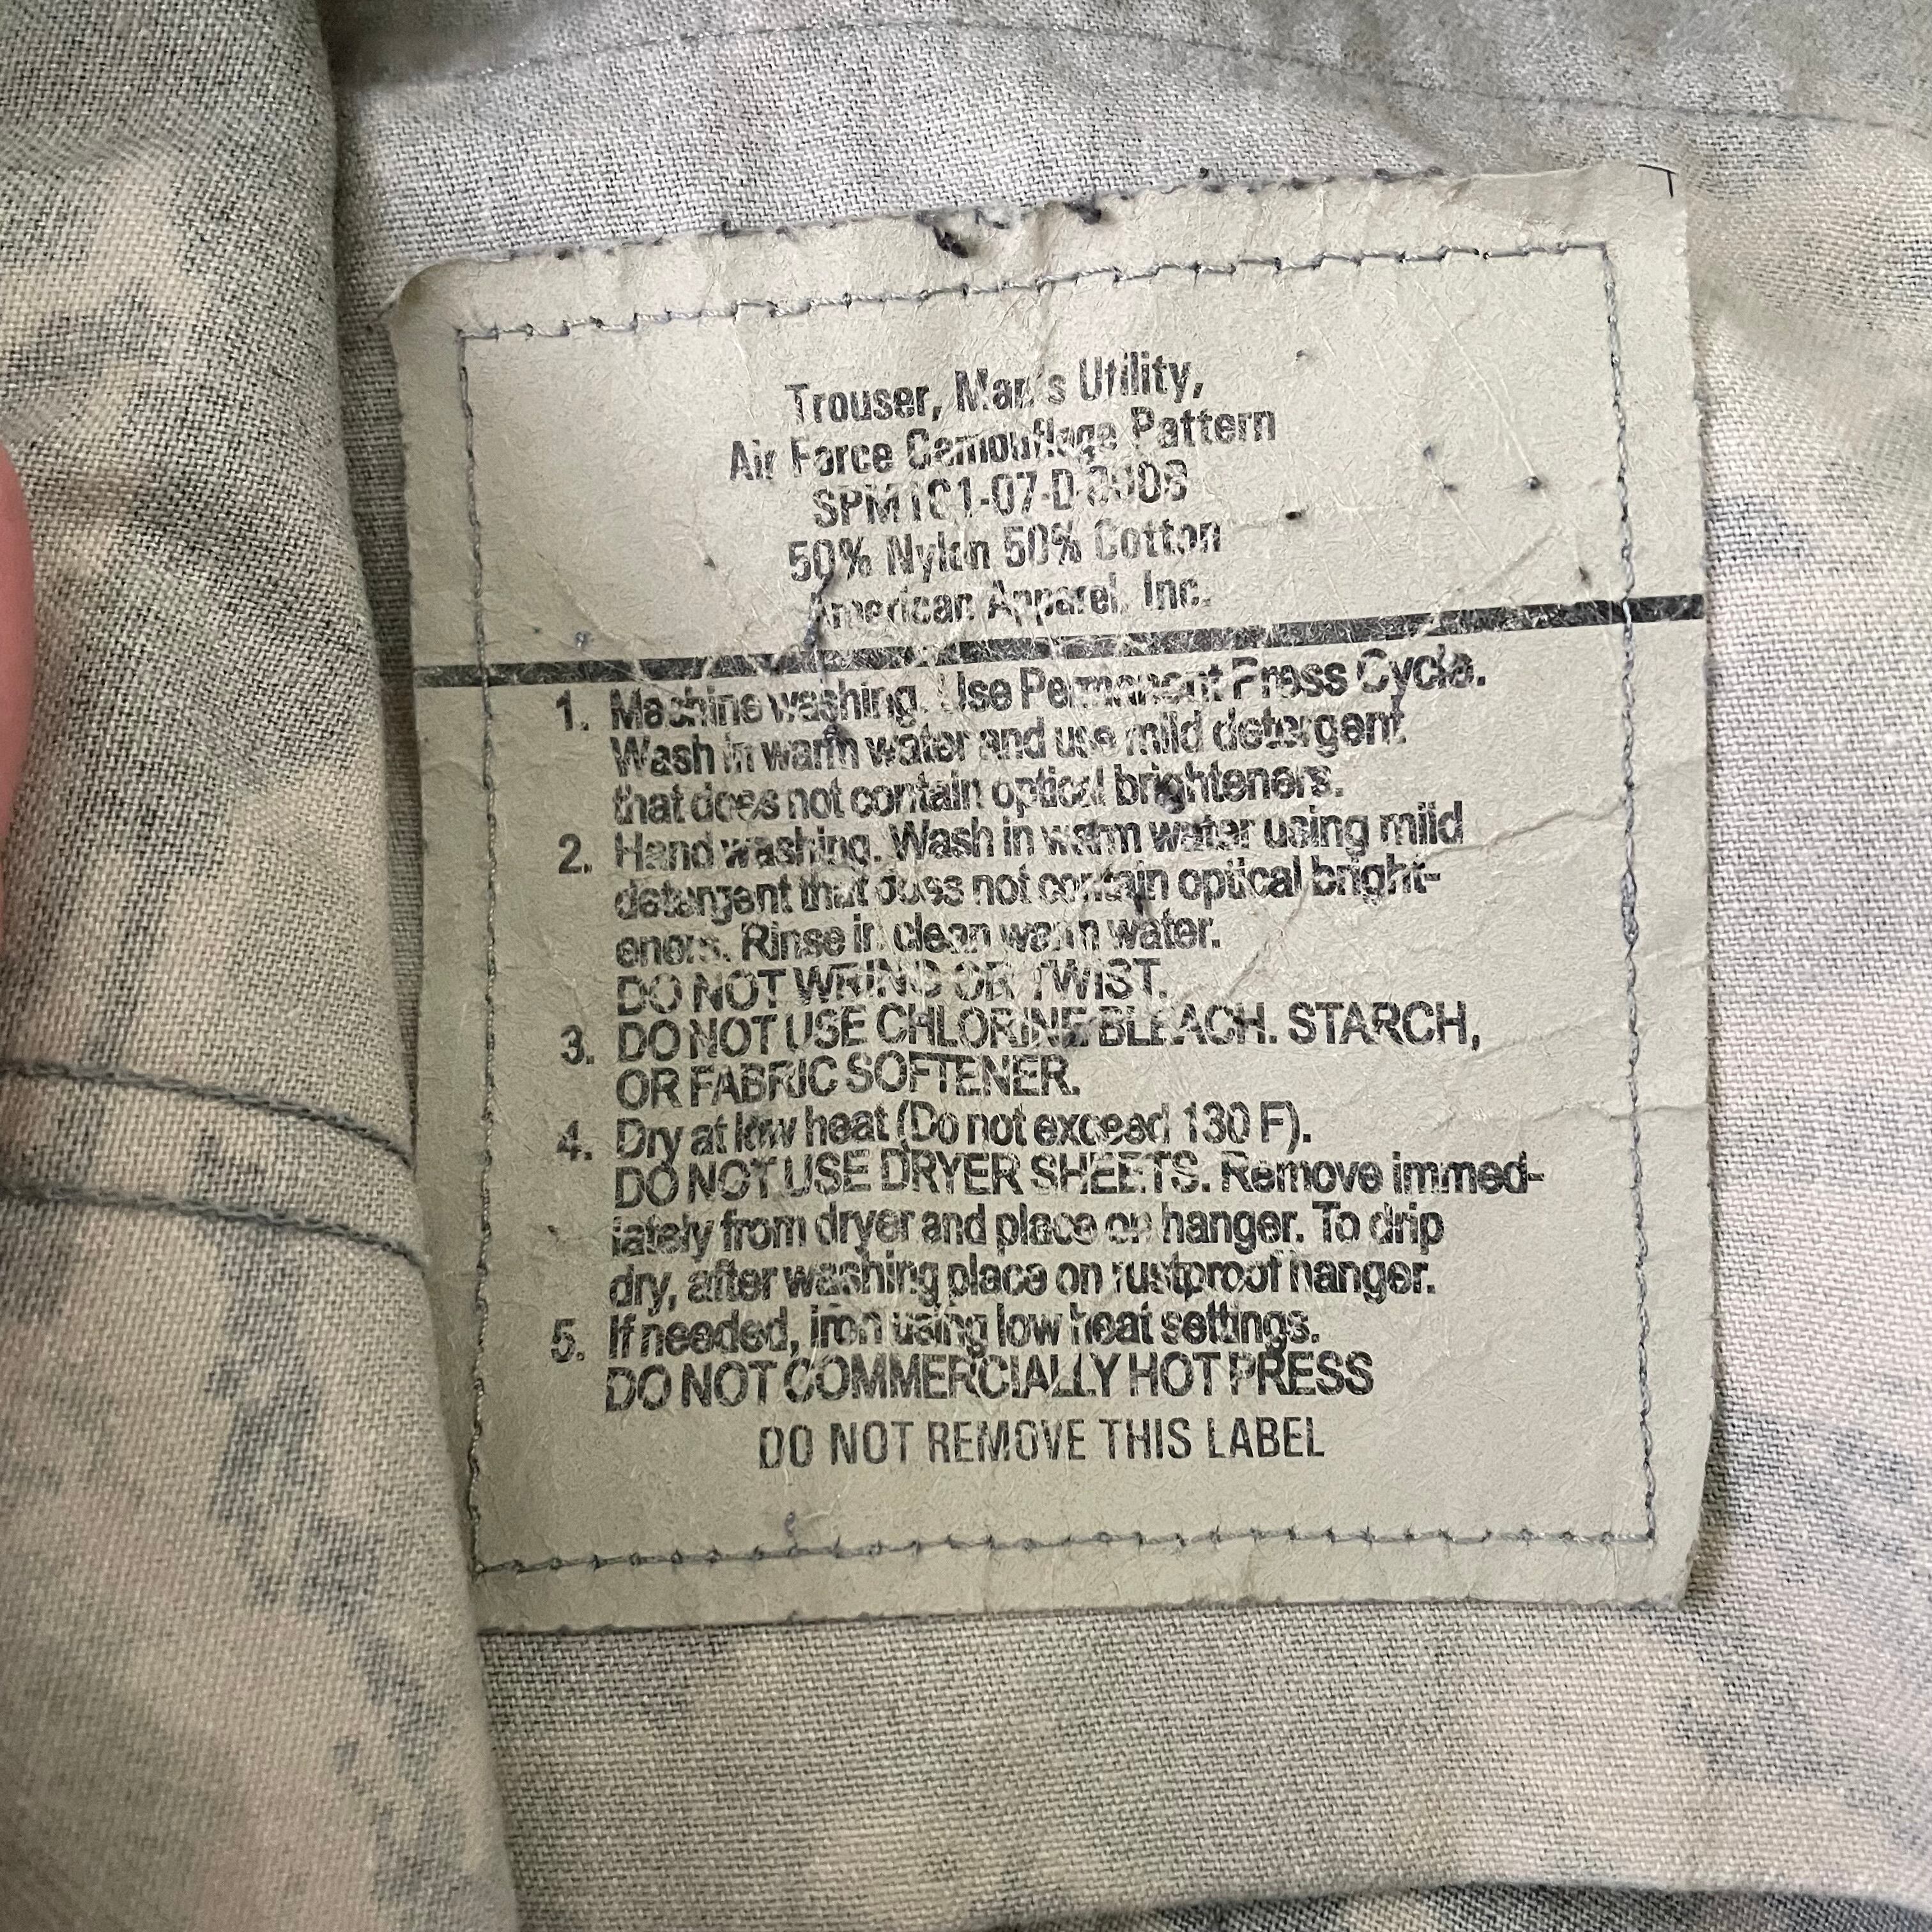 Trouser, Man's Utility,
Air Force Camouflage Pattern
50% Nylon 50% Cotton
American Apparel, Inc.
1. Machine washing. Use Permanent Press Cycle.
Wash in warm water and use mild detergent
that does not contain optical brighteners.
2. Hand washing. Wash in warm water using mild
detergent that does not contain optical bright-
eners. Rinse in clean warm water.
DO NOT WRING OR TWIST.
3. DO NOT USE CHLORINE BLEACH. STARCH,
OR FABRIC SOFTENER.
4. Dry at low heat (Do not exceed 130 F).
DO NOT USE DRYER SHEETS. Remove immed-
iately from dryer and place on hanger. To drip
dry, after washing place on rustproof hanger.
5. If needed, iron using low heat settings.
DO NOT COMMERCIALLY HOT PRESS
DO NOT REMOVE THIS LABEL